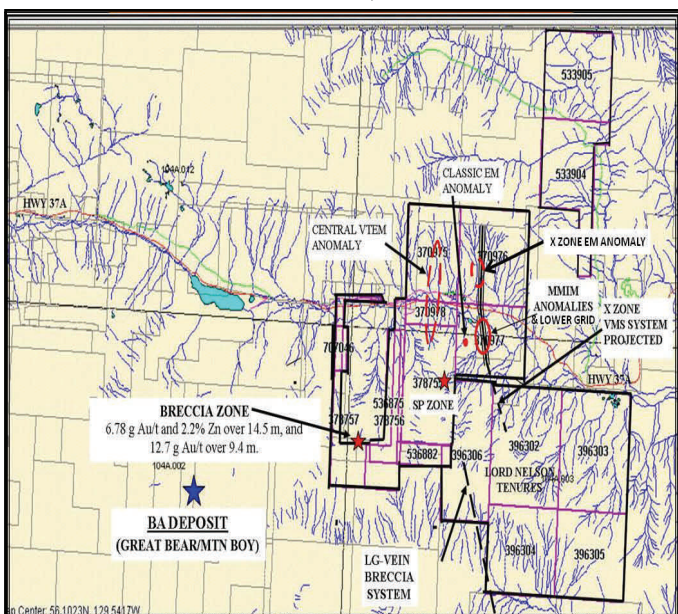 533905
104A.012
CLASSIC EM
ANOMALY
533904
HWY 37A
CENTRAL VTEM
ANOMALY
370975
370976
X ZONE EM ANOMALY
MMIM
ANOMALIES
& LOWER GRID
X ZONE
VMS SYSTEM
PROJECTED
370978
370977
707046
HWY 37A
378755
SP ZONE
BRECCIA ZONE
6.78 g Au/t and 2.2% Zn over 14.5 m, and
12.7 g Au/t over 9.4 m.
378757
536875
378756
396302
396303
536882
396306
LORD NELSON
TENURES
104A.003
104A.002
BA DEPOSIT
(GREAT BEAR/MTN BOY)
LG-VEIN
BRECCIA
SYSTEM
396304
396305
ap Center: 56.1023N, 129.5417W